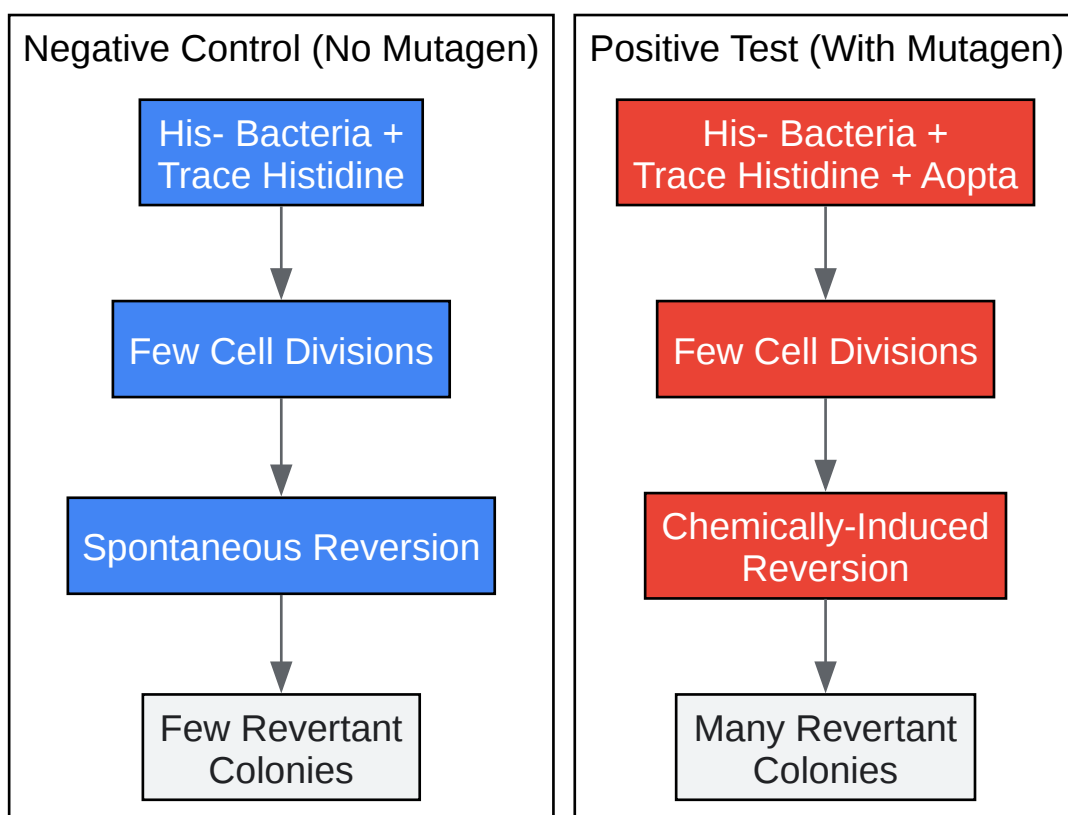 Negative Control (No Mutagen)
His- Bacteria +
Trace Histidine
Few Cell Divisions
Spontaneous Reversion
Few Revertant
Colonies
Positive Test (With Mutagen)
His- Bacteria +
Trace Histidine + Aopta
Few Cell Divisions
Chemically-Induced
Reversion
Many Revertant
Colonies